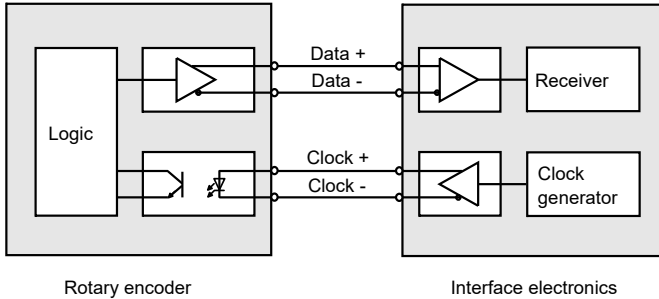 Data +
Data -
Receiver
Logic
Clock +
Clock -
Clock
generator
Rotary encoder
Interface electronics